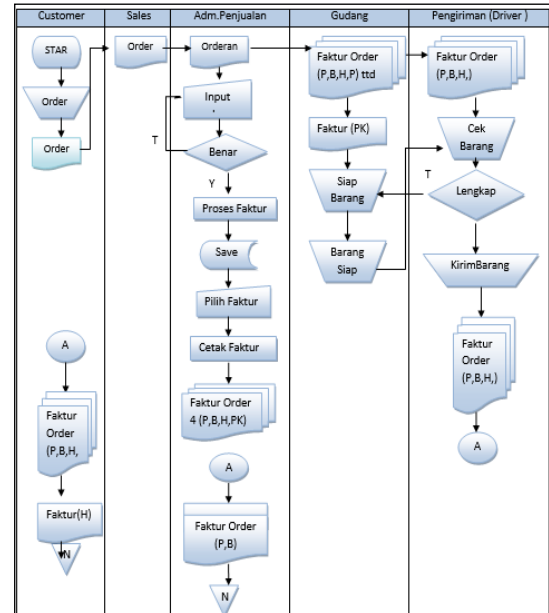 Customer
Sales
Adm.Penjualan
Gudang
Pengiriman (Driver )
STAR
Order
Order
A
Faktur
Order
(P,B,H,
Faktur(H)
N
Order
Orderan
Input
T
Benar
Y
Proses Faktur
Save
Pilih Faktur
Cetak Faktur
Faktur Order
4 (P,B,H,PK)
A
Faktur Order
(P,B)
N
Faktur Order
(P,B,H,P) ttd
Faktur (PK)
Siap
Barang
Barang
Siap
Faktur Order
(P,B,H,)
Cek
Barang
T
Lengkap
KirimBarang
Faktur
Order
(P,B,H,)
A